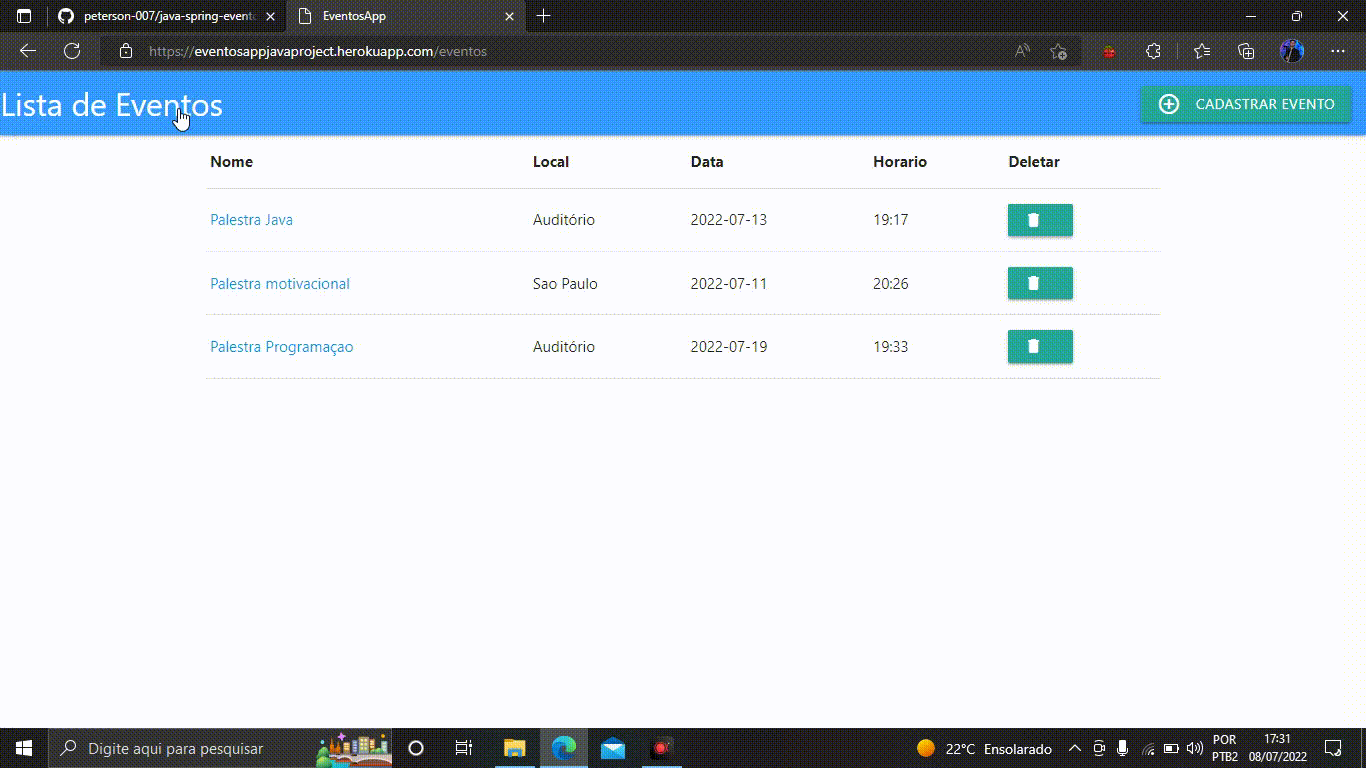 peterson-007/java-spring-evento
EventosApp
https://eventosappjavaproject.herokuapp.com/eventos
Lista de Eventos
CADASTRAR EVENTO
Nome Local Data Horario Deletar
Palestra Java Auditório 2022-07-13 19:17
Palestra motivacional Sao Paulo 2022-07-11 20:26
Palestra Programaçao Auditório 2022-07-19 19:33
Digite aqui para pesquisar
22°C Ensolarado
POR
PTB2
17:31
08/07/2022